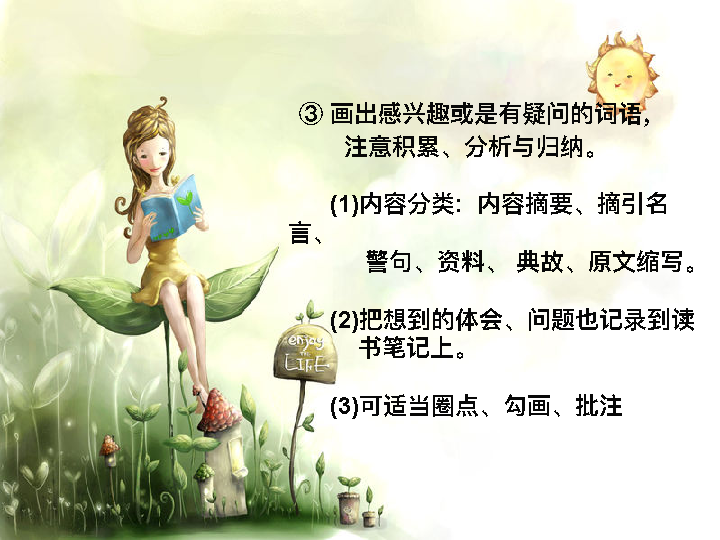 ③ 画出感兴趣或是有疑问的词语,
注意积累、分析与归纳。
(1)内容分类：内容摘要、摘引名
言、
警句、资料、 典故、原文缩写。
(2)把想到的体会、问题也记录到读
书笔记上。
enjoy
LIFE
(3)可适当圈点、勾画、批注